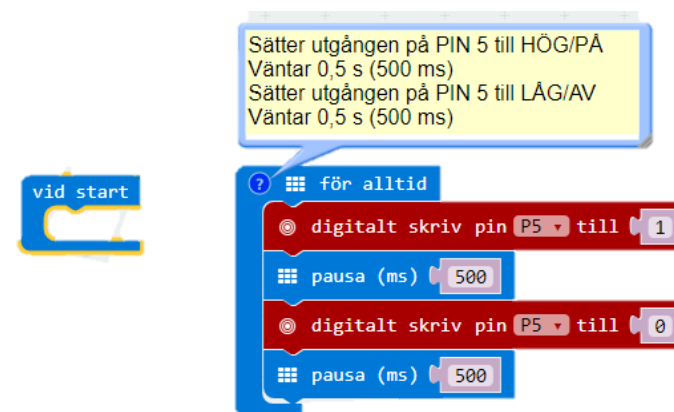 Sätter utgången på PIN 5 till HÖG/PÅ
Väntar 0,5 s (500 ms)
Sätter utgången på PIN 5 till LÅG/AV
Väntar 0,5 s (500 ms)
vid start
? för alltid
digitalt skriv pin P5 till 1
pausa (ms) 500
digitalt skriv pin P5 till 0
pausa (ms) 500